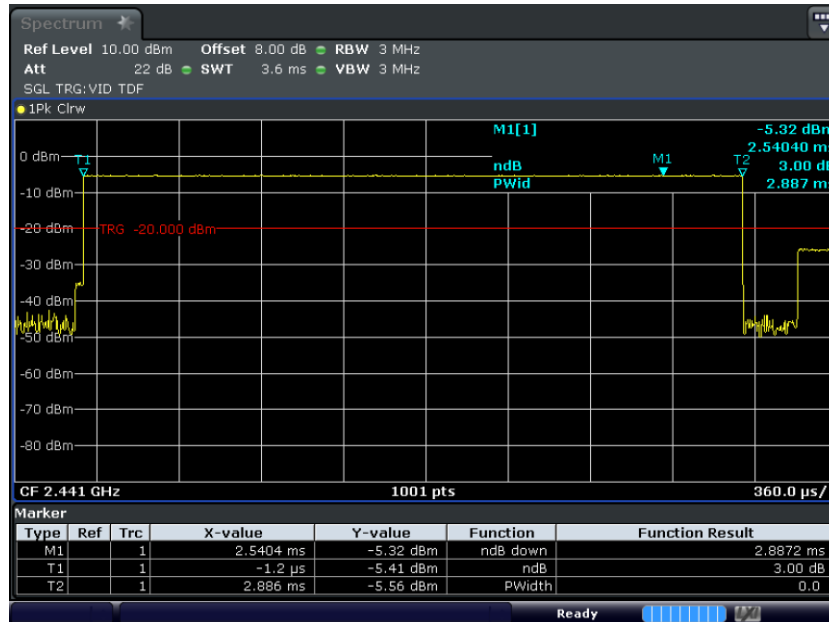 Spectrum
Ref Level 10.00 dBm Offset 8.00 dB RBW 3 MHz
Att 22 dB SWT 3.6 ms VBW 3 MHz
SGL TRG:VID TDF
1Pk Clrw
M1[1] -5.32 dBm
2.54040 ms
0 dBm T1 M1 T2
ndB 3.00 dB
PWid 2.887 m
-10 dBm
-20 dBm TRG -20.000 dBm
-30 dBm
-40 dBm
-50 dBm
-60 dBm
-70 dBm
-80 dBm
CF 2.441 GHz 1001 pts 360.0 µs/
Marker
Type Ref Trc X-value Y-value Function Function Result
M1 1 2.5404 ms -5.32 dBm ndB down 2.8872 ms
T1 1 -1.2 µs -5.41 dBm ndB 3.00 dB
T2 1 2.886 ms -5.56 dBm PWidth 0.0
Ready